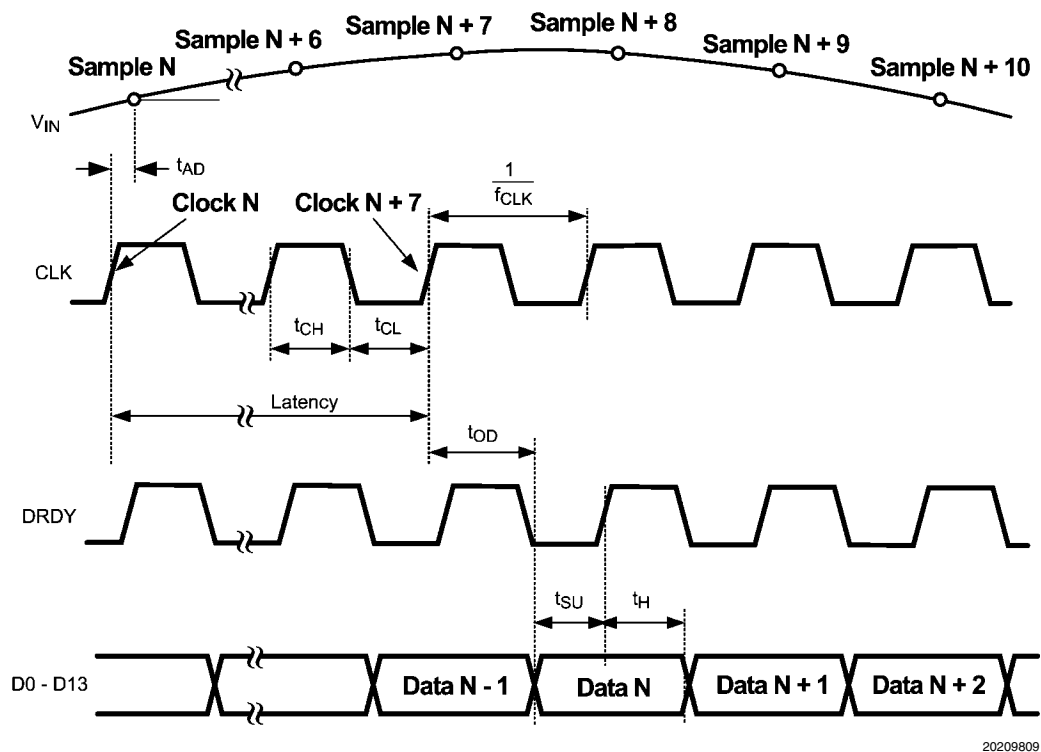 Sample N
Sample N + 6
Sample N + 7
Sample N + 8
Sample N + 9
Sample N + 10
VIN
tAD
Clock N
Clock N + 7
1
fCLK
CLK
tCH
tCL
Latency
tOD
DRDY
tSU
tH
D0 - D13
Data N - 1
Data N
Data N + 1
Data N + 2
20209809